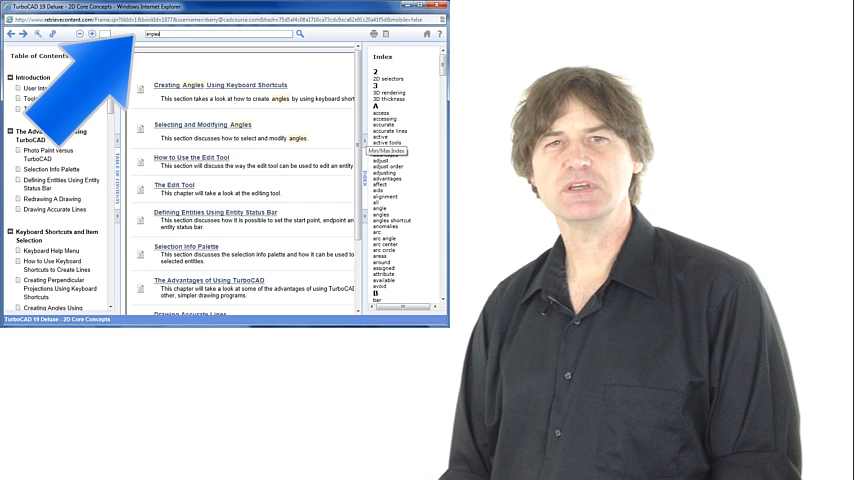 TurboCAD 19 Deluxe - 2D Core Concepts - Windows Internet Explorer
angles
Table of Contents
Introduction
The Advantages of Using
TurboCAD
Photo Paint versus
TurboCAD
Selection Info Palette
Defining Entities Using Entity
Status Bar
Redrawing A Drawing
Drawing Accurate Lines
Keyboard Shortcuts and Item
Selection
Keyboard Help Menu
How to Use Keyboard
Shortcuts to Create Lines
Creating Perpendicular
Projections Using Keyboard
Shortcuts
Creating Angles Using
TABLE OF CONTENTS
Creating Angles Using Keyboard Shortcuts
This section takes a look at how to create angles by using keyboard short
Selecting and Modifying Angles
This section discusses how to select and modify angles.
How to Use the Edit Tool
This section will discuss the way the edit tool can be used to edit an entity
The Edit Tool
This chapter will take a look at the editing tool.
Defining Entities Using Entity Status Bar
This section discusses how it is possible to set the start point, endpoint an
entity status bar.
Selection Info Palette
This section discusses the selection info palette and how it can be used to
selected entities.
The Advantages of Using TurboCAD
This chapter will take a look at some of the advantages of using TurboCAD
other, simpler drawing programs.
Drawing Accurate Lines
INDEX
Index
2
2D selectors
3
3D rendering
3D thickness
A
access
accessing
accurate
accurate lines
active
active tools
Min/Max Index
adjust
adjust order
adjusting
advantages
affect
aids
alignment
all
angle
angles
angles shortcut
anomalies
arc
arc angle
arc center
arc circle
areas
around
assigned
attribute
available
avoid
B
bar
TurboCAD 19 Deluxe - 2D Core Concepts